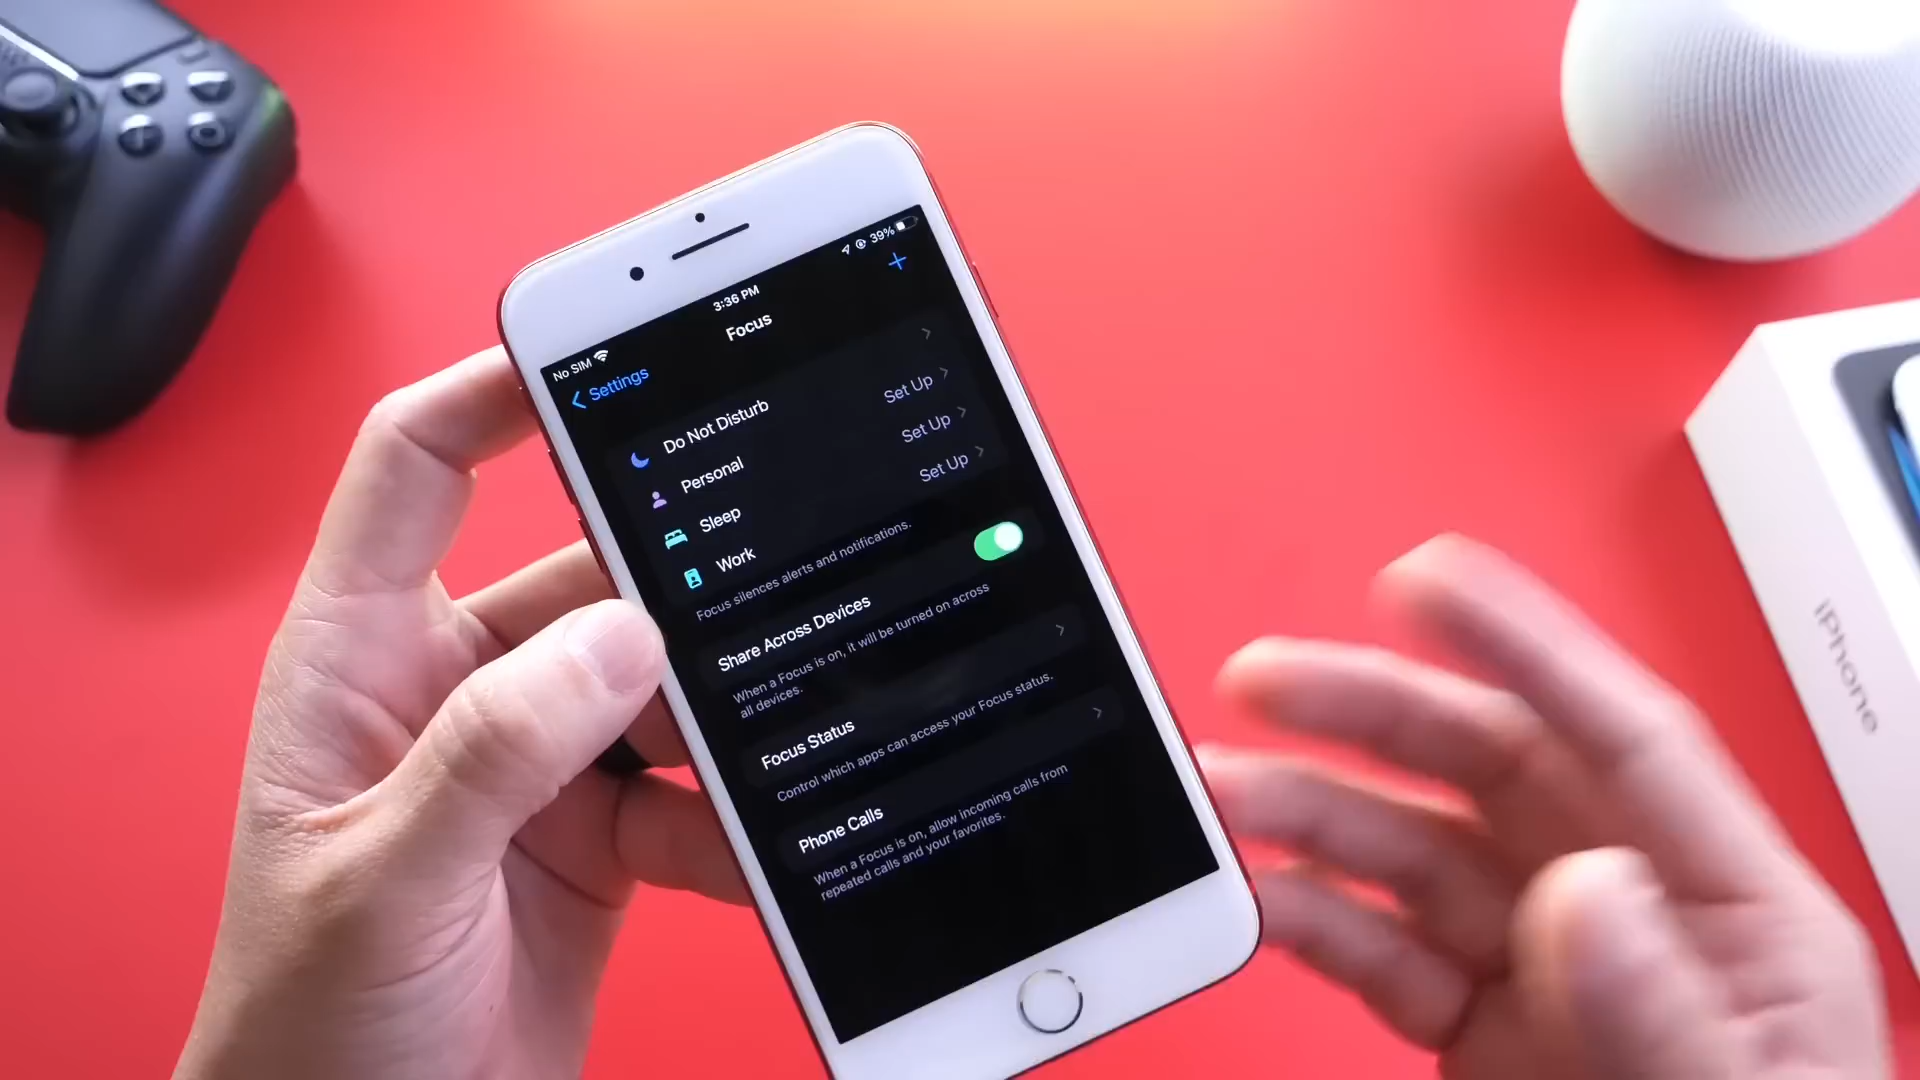 No SIM 3:36 PM 39%
Settings Focus +
Do Not Disturb
Personal Set Up
Sleep Set Up
Work Set Up
Focus silences alerts and notifications.
Share Across Devices
When a Focus is on, it will be turned on across
all devices.
Focus Status
Control which apps can access your Focus status.
Phone Calls
When a Focus is on, allow incoming calls from
repeated calls and your favorites.
iPhone